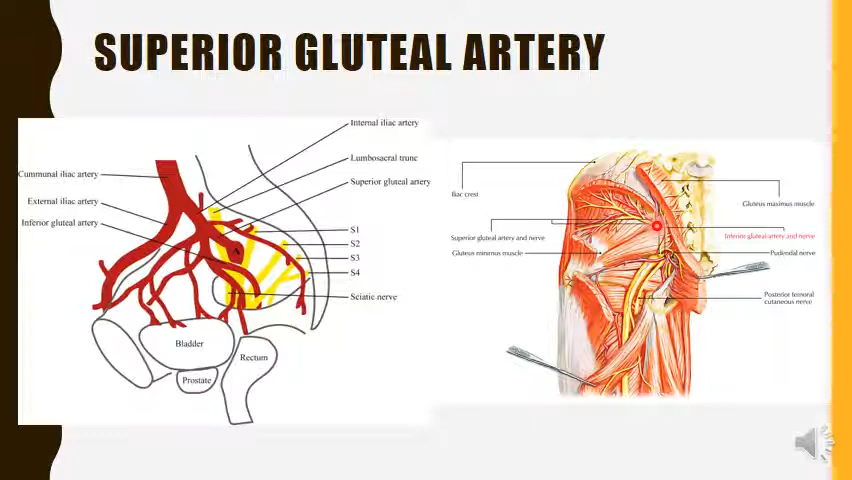 SUPERIOR GLUTEAL ARTERY
Internal iliac artery
Lumbosacral trunc
Cummunal iliac artery
Superior gluteal artery
External iliac artery
Inferior gluteal artery
S1
S2
S3
S4
Sciatic nerve
Bladder
Rectum
Prostate
Iliac crest
Gluteus maximus muscle
Superior gluteal artery and nerve
Inferior gluteal artery and nerve
Gluteus minimus muscle
Pudendal nerve
Posterior femoral
cutaneous nerve